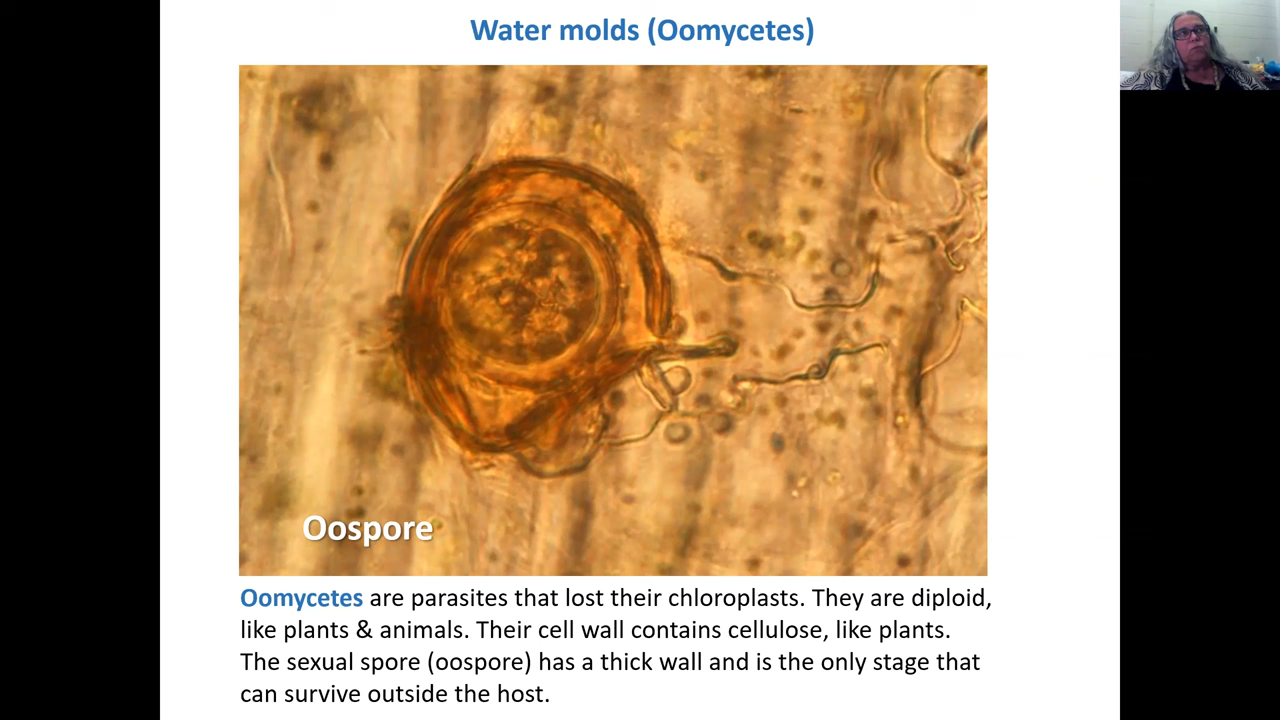 Water molds (Oomycetes)
Oospore
Oomycetes are parasites that lost their chloroplasts. They are diploid,
like plants & animals. Their cell wall contains cellulose, like plants.
The sexual spore (oospore) has a thick wall and is the only stage that
can survive outside the host.